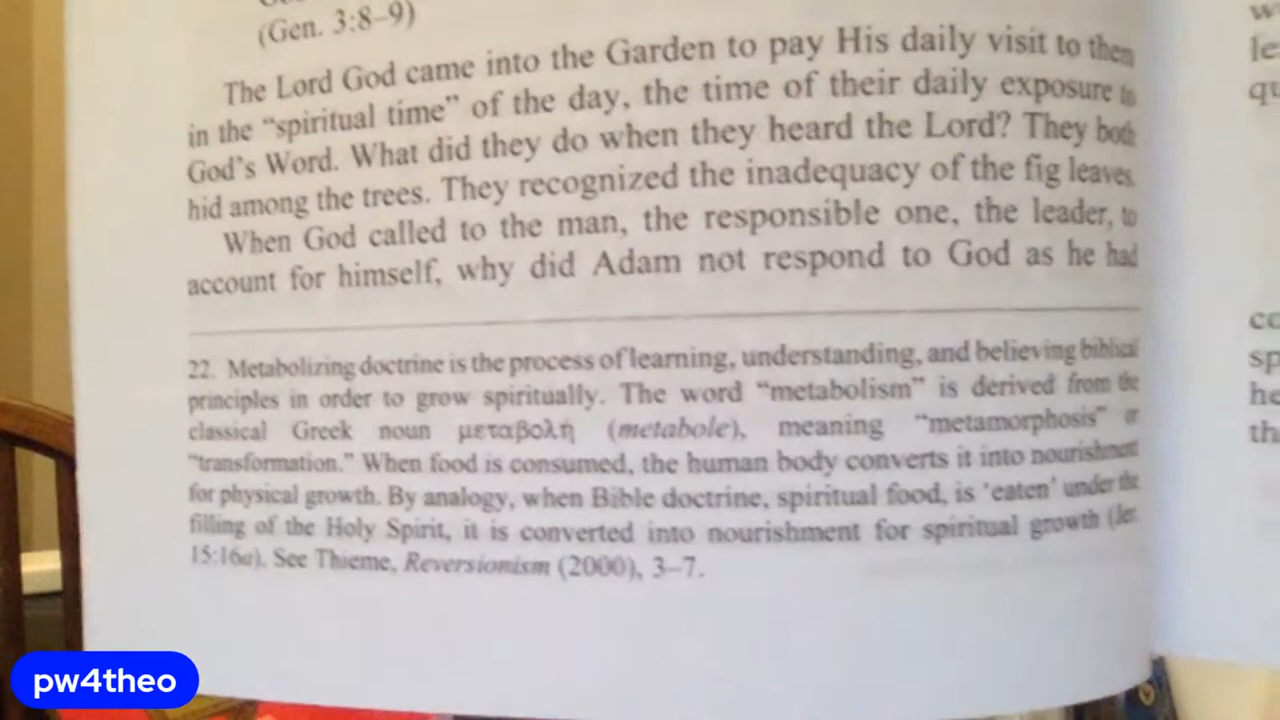 (Gen. 3:8–9)
The Lord God came into the Garden to pay His daily visit to them
in the “spiritual time” of the day, the time of their daily exposure to
God's Word. What did they do when they heard the Lord? They both
hid among the trees. They recognized the inadequacy of the fig leaves.
When God called to the man, the responsible one, the leader, to
account for himself, why did Adam not respond to God as he had
22. Metabolizing doctrine is the process of learning, understanding, and believing biblical
principles in order to grow spiritually. The word “metabolism” is derived from the
classical Greek noun μεταβολή (metabole), meaning “metamorphosis” or
“transformation.” When food is consumed, the human body converts it into nourishment
for physical growth. By analogy, when Bible doctrine, spiritual food, is ‘eaten’ under the
filling of the Holy Spirit, it is converted into nourishment for spiritual growth (Jer.
15:16a). See Thieme, Reversionism (2000), 3–7.
le
qu
sp
he
th
pw4theo